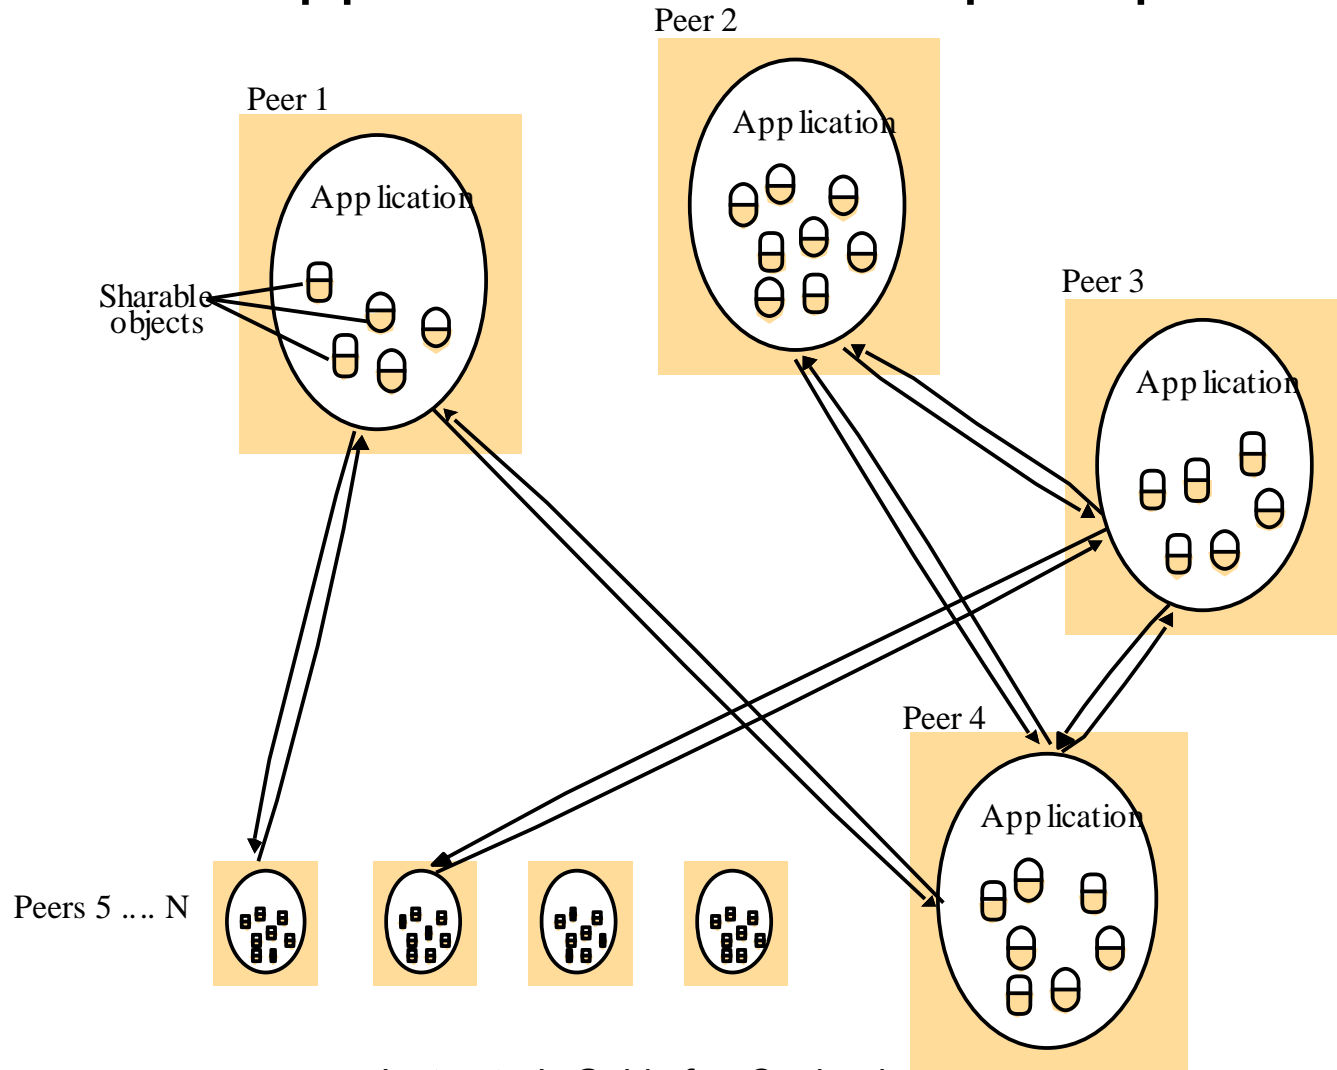 Peer 2
Peer 1
Application
Application
Sharable
objects
Peer 3
Application
Peer 4
Application
Peers 5 .... N